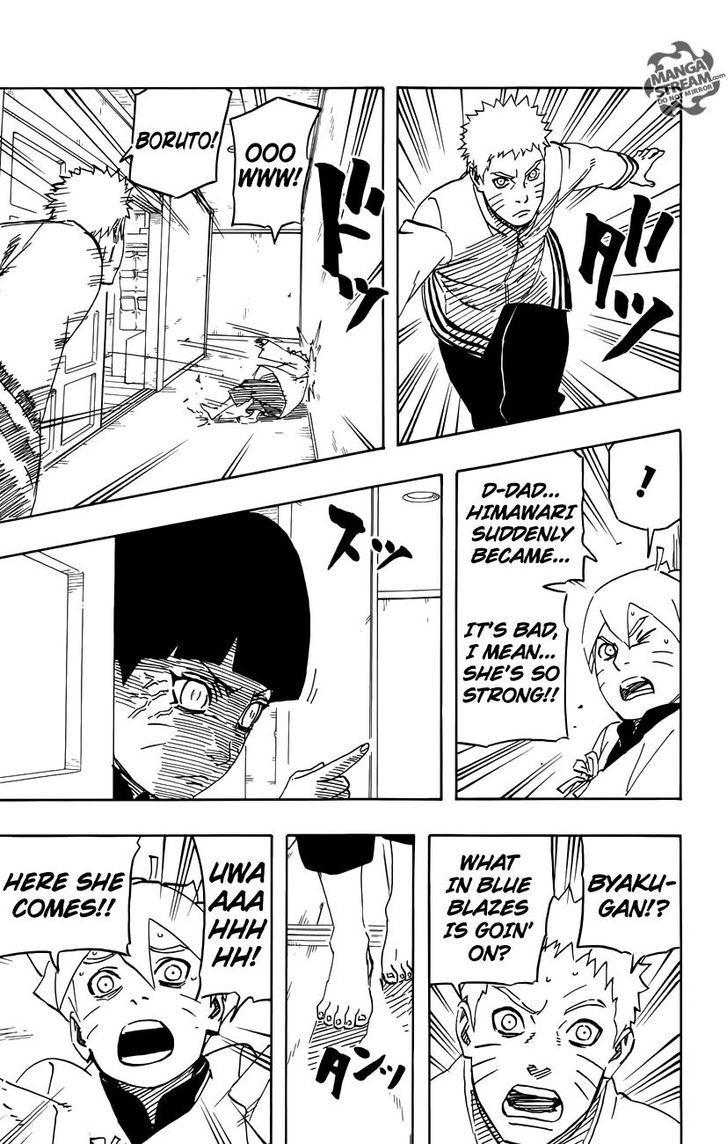 MANGA
STREAM.com
DO NOT MIRROR
ダダッ
OOO
WWW!
BORUTO!
ドッ
!
D-DAD...
HIMAWARI
SUDDENLY
BECAME...
IT'S BAD,
I MEAN...
SHE'S SO
STRONG!!
スッ
BYAKU-
GAN!?
WHAT
IN BLUE
BLAZES
IS GOIN'
ON?
タンッ
UWA
AAA
HHH
HH!
HERE SHE
COMES!!